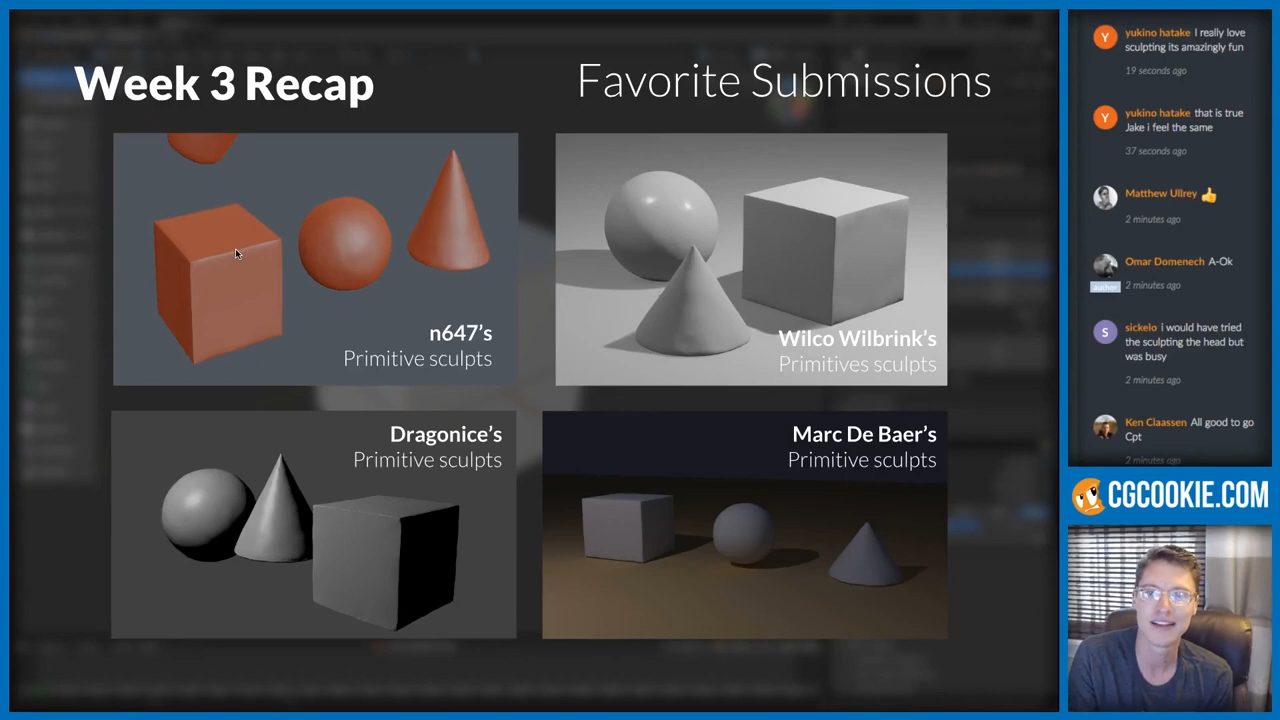 Week 3 Recap
Favorite Submissions
n647's
Primitive sculpts
Wilco Wilbrink's
Primitives sculpts
Dragonice's
Primitive sculpts
Marc De Baer's
Primitive sculpts
Y
yukino hatake I really love
sculpting its amazingly fun
19 seconds ago
Y
yukino hatake that is true
Jake i feel the same
37 seconds ago
Matthew Ullrey 👍
2 minutes ago
Omar Domenech A-Ok
author
2 minutes ago
S
sickelo i would have tried
the sculpting the head but
was busy
2 minutes ago
Ken Claassen All good to go
Cpt
2 minutes ago
CGCOOKIE.COM